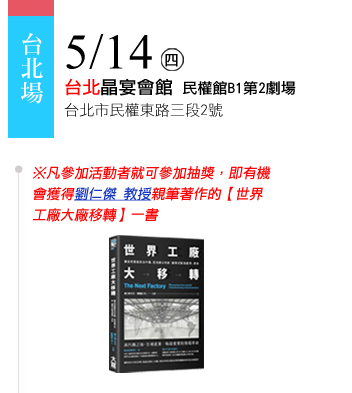 台北場
5/14 四
台北晶宴會館 民權館B1第2劇場
台北市民權東路三段2號
※凡參加活動者就可參加抽獎，即有機
會獲得劉仁傑 教授親筆著作的【世界
工廠大廠移轉】一書
世界工廠
大移轉
The Next Factory
大寫